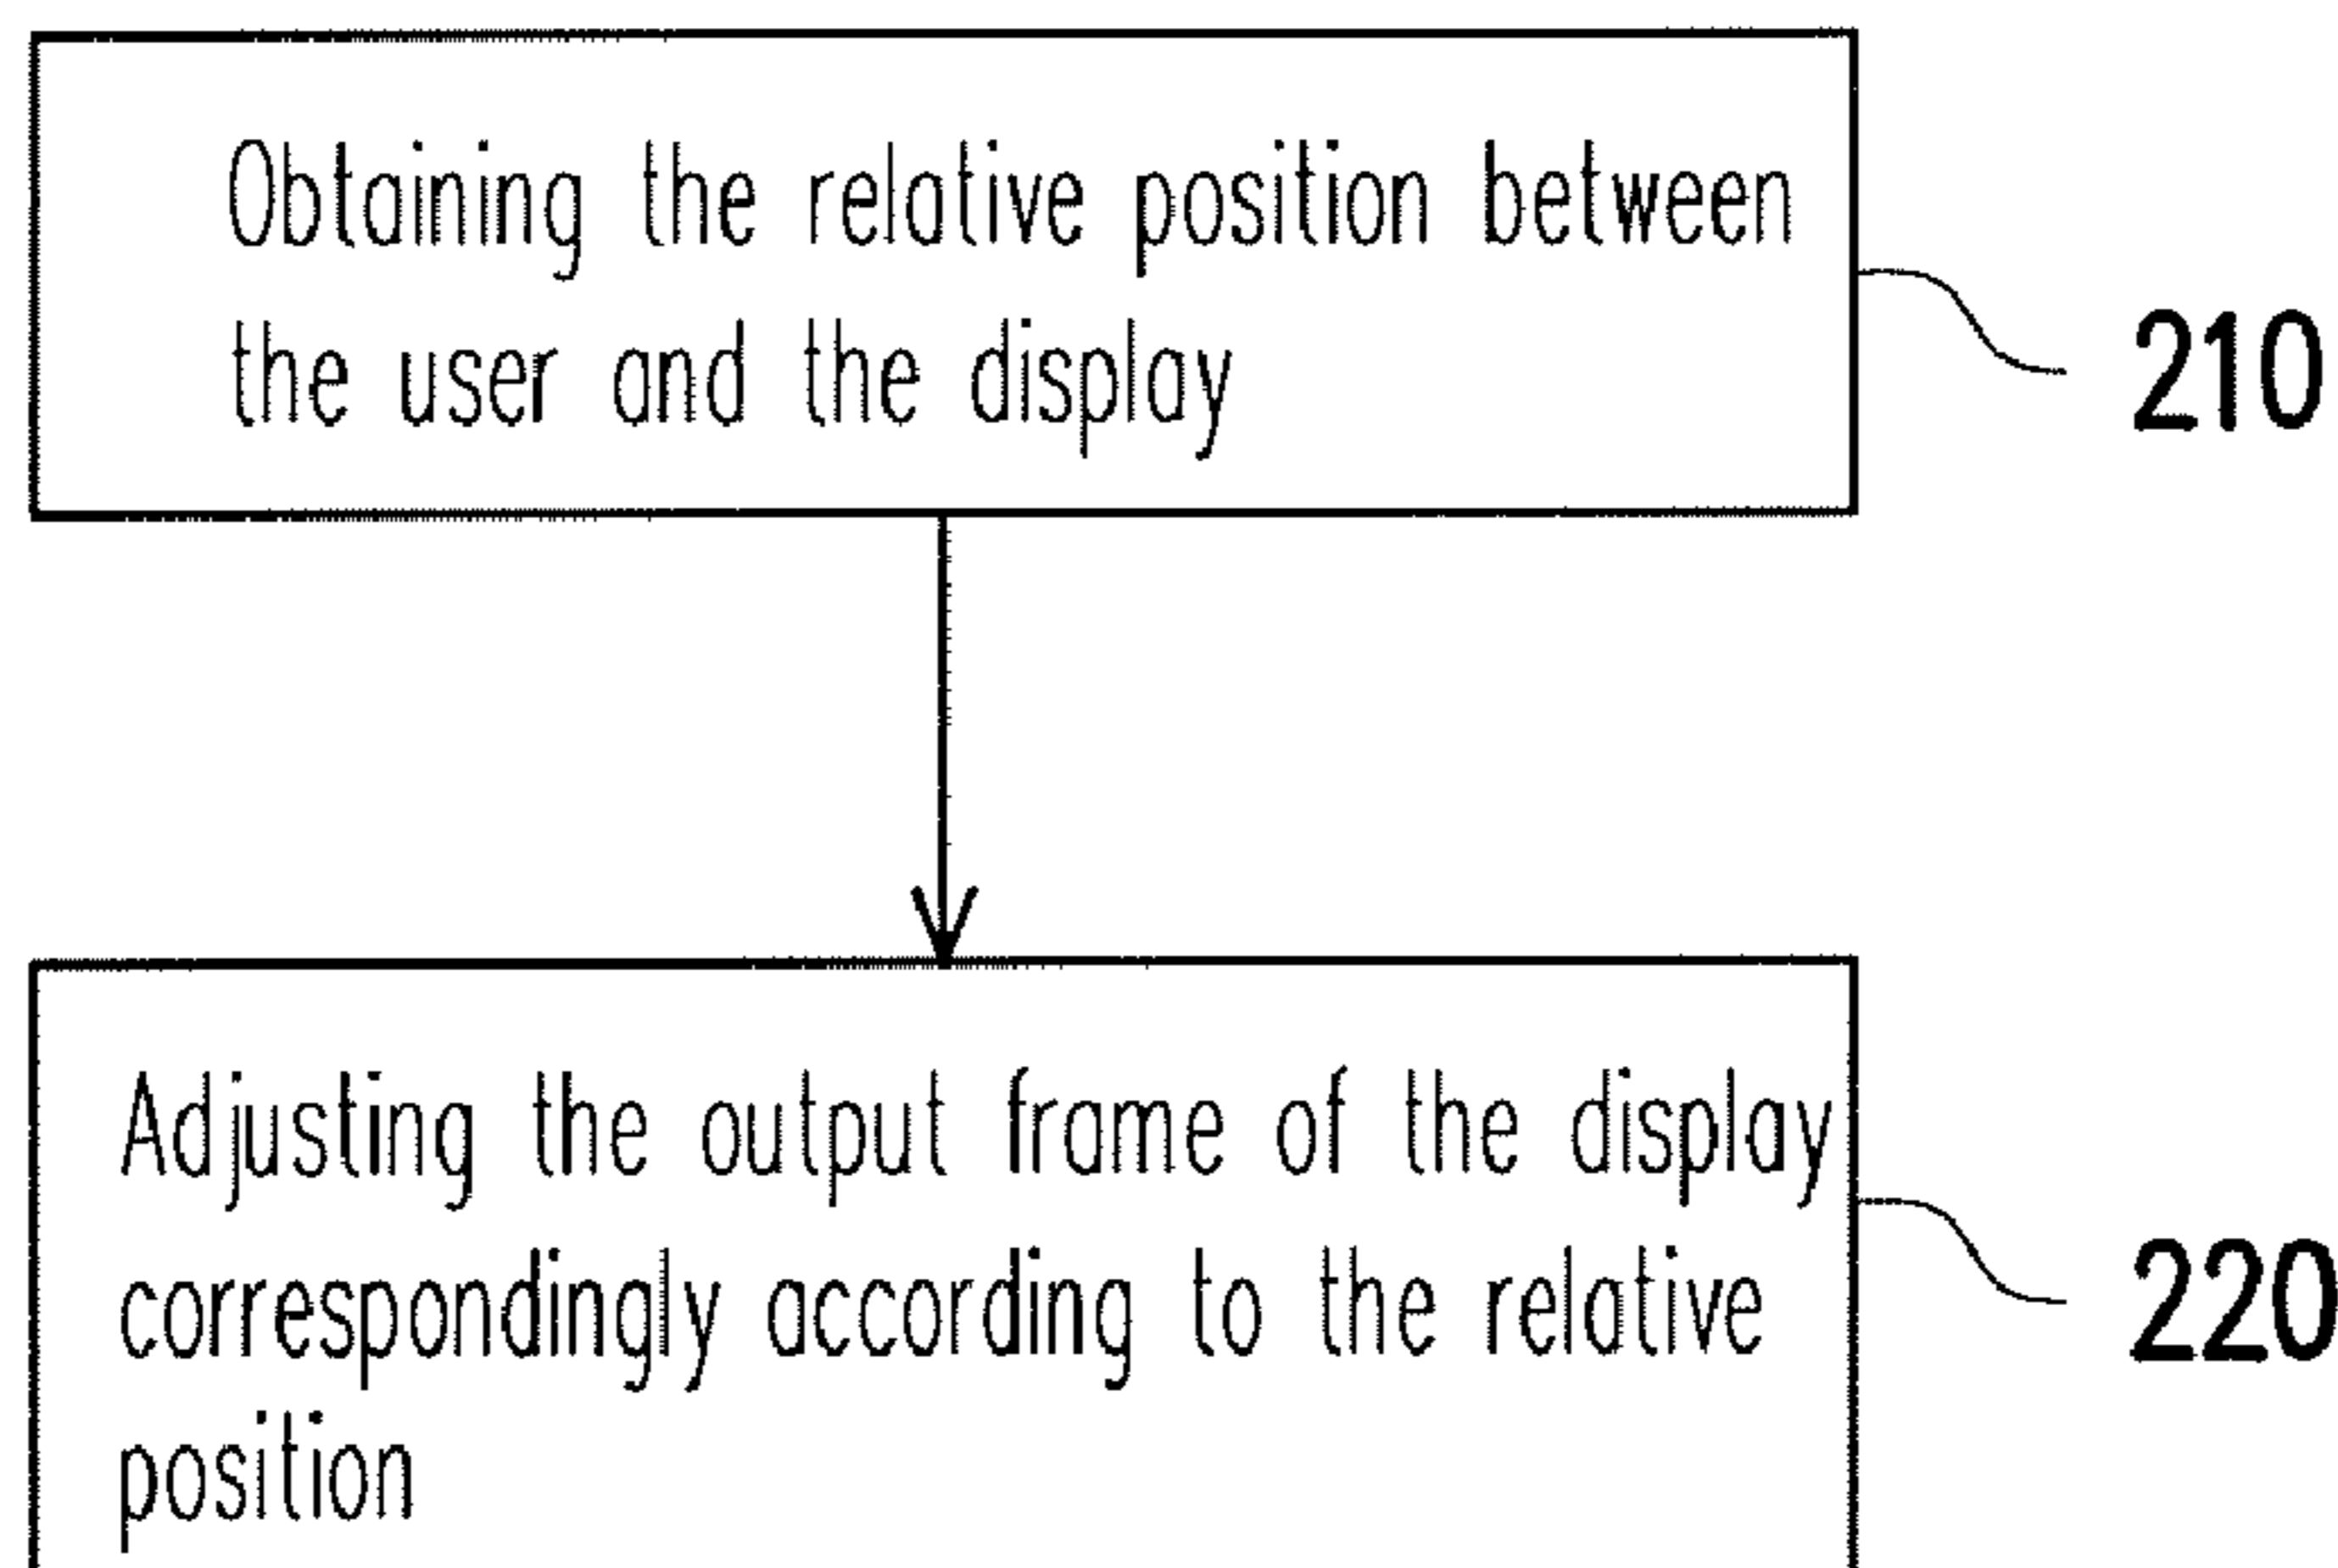 Obtaining the relative position between
the user and the display
210
Adjusting the output frame of the display
correspondingly according to the relative
position
220